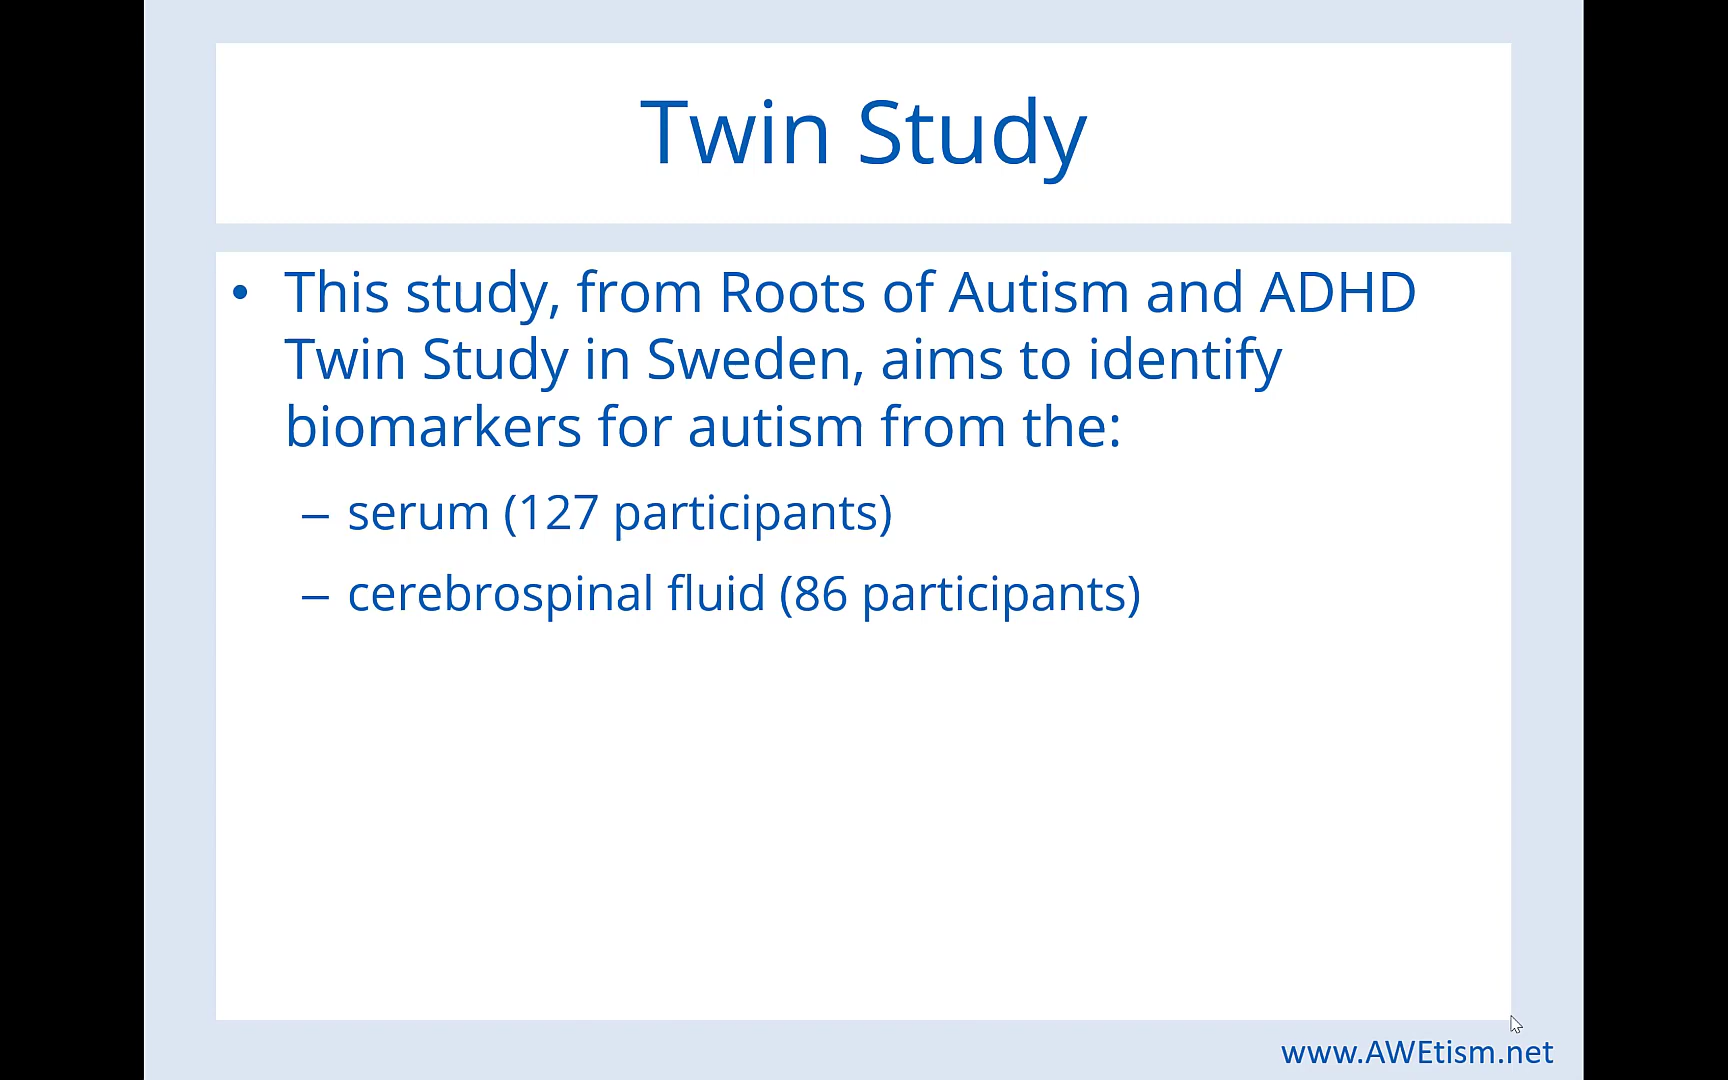 Twin Study
• This study, from Roots of Autism and ADHD
Twin Study in Sweden, aims to identify
biomarkers for autism from the:
– serum (127 participants)
– cerebrospinal fluid (86 participants)
www.AWEtism.net